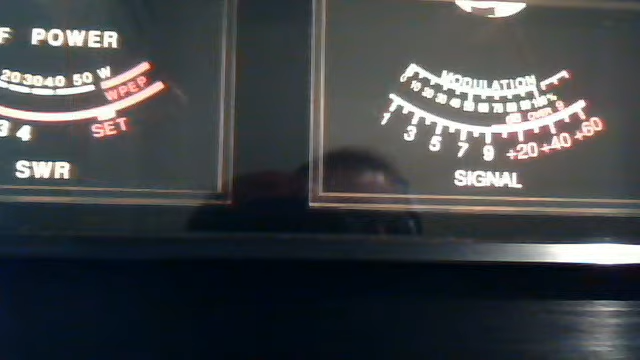 F POWER
20 30 40 50 W
WPEP
3 4 SET
SWR
MODULATION
1 3 5 7 9 +20 +40 +60
SIGNAL